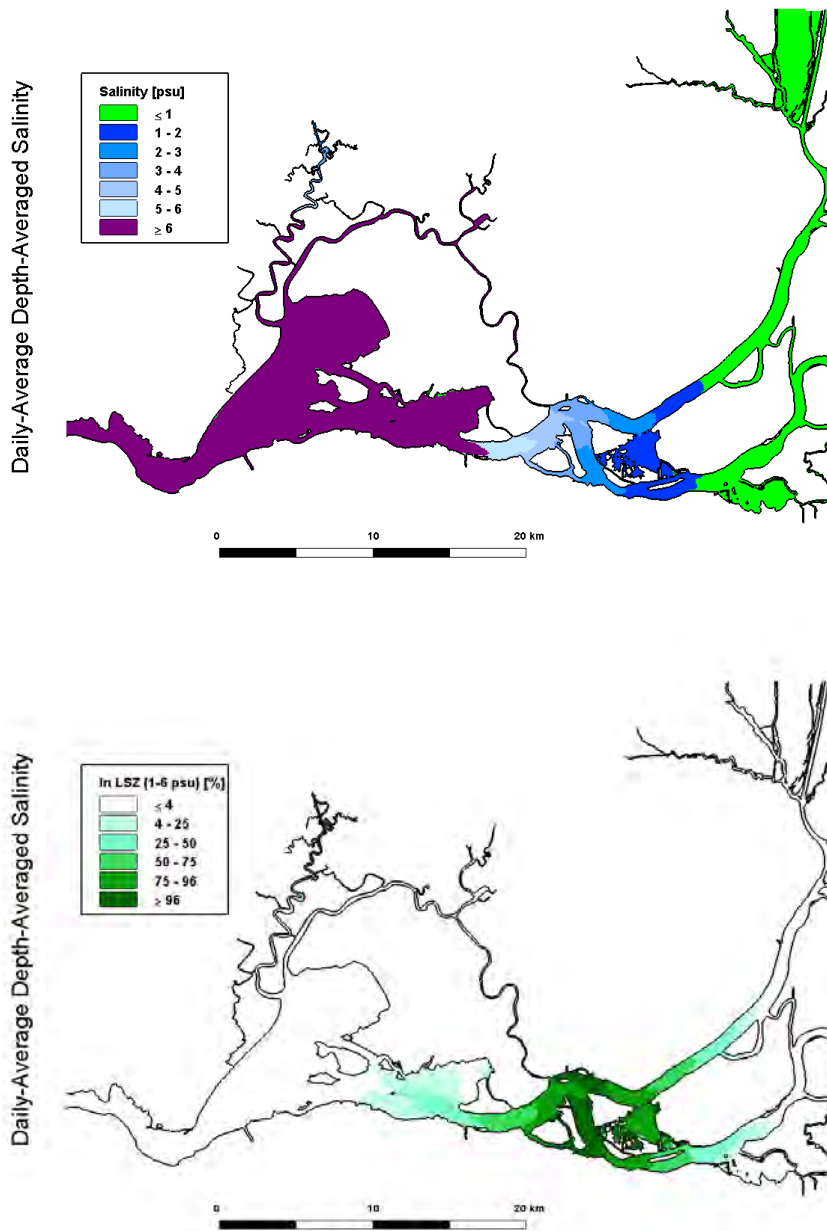 Daily-Average Depth-Averaged Salinity
Salinity [psu]
≤ 1
1 - 2
2 - 3
3 - 4
4 - 5
5 - 6
≥ 6
0 10 20 km
Daily-Average Depth-Averaged Salinity
In LSZ (1-6 psu) [%]
≤ 4
4 - 25
25 - 50
50 - 75
75 - 96
≥ 96
0 10 20 km